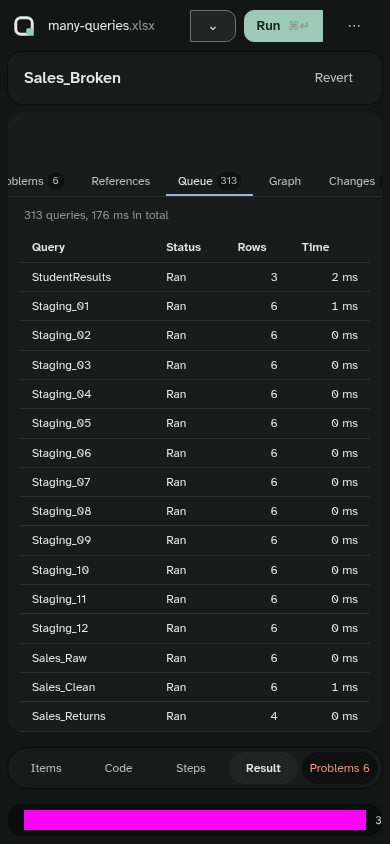 many-queries.xlsx
Run ⌘↵
Sales_Broken
Revert
oblems 6 References Queue 313 Graph Changes
313 queries, 176 ms in total
Query Status Rows Time
StudentResults Ran 3 2 ms
Staging_01 Ran 6 1 ms
Staging_02 Ran 6 0 ms
Staging_03 Ran 6 0 ms
Staging_04 Ran 6 0 ms
Staging_05 Ran 6 0 ms
Staging_06 Ran 6 0 ms
Staging_07 Ran 6 0 ms
Staging_08 Ran 6 0 ms
Staging_09 Ran 6 0 ms
Staging_10 Ran 6 0 ms
Staging_11 Ran 6 0 ms
Staging_12 Ran 6 0 ms
Sales_Raw Ran 6 0 ms
Sales_Clean Ran 6 1 ms
Sales_Returns Ran 4 0 ms
Items Code Steps Result Problems 6
3